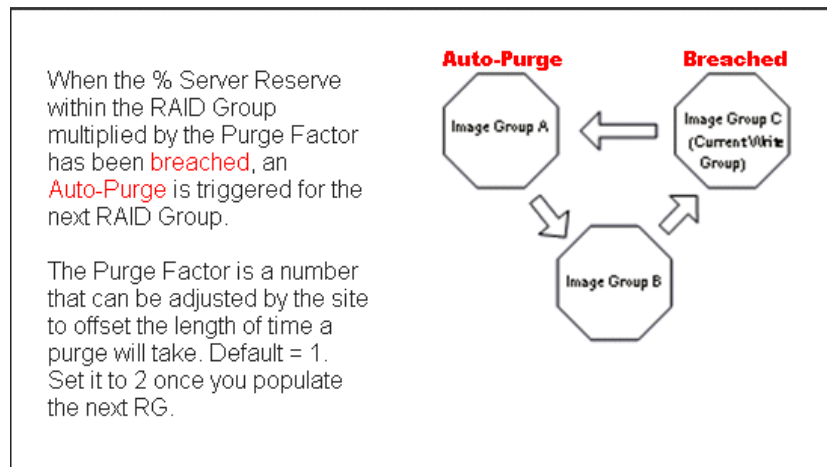 When the % Server Reserve
within the RAID Group
multiplied by the Purge Factor
has been breached, an
Auto-Purge is triggered for the
next RAID Group.
The Purge Factor is a number
that can be adjusted by the site
to offset the length of time a
purge will take. Default = 1.
Set it to 2 once you populate
the next RG.
Auto-Purge
Breached
Image Group A
Image Group C
(Current Write
Group)
Image Group B